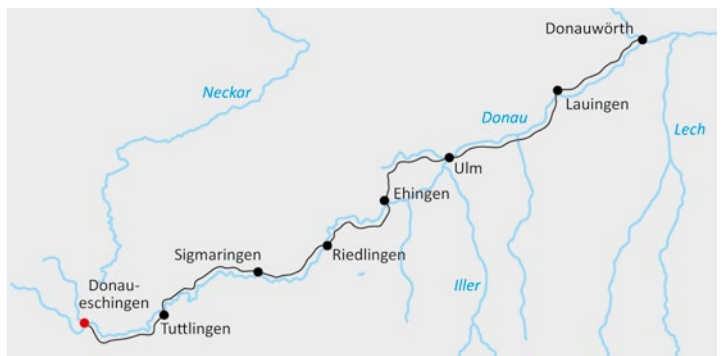 Donauwörth
Neckar
Lauingen
Donau
Lech
Ulm
Ehingen
Sigmaringen
Riedlingen
Donau-
eschingen
Iller
Tuttlingen